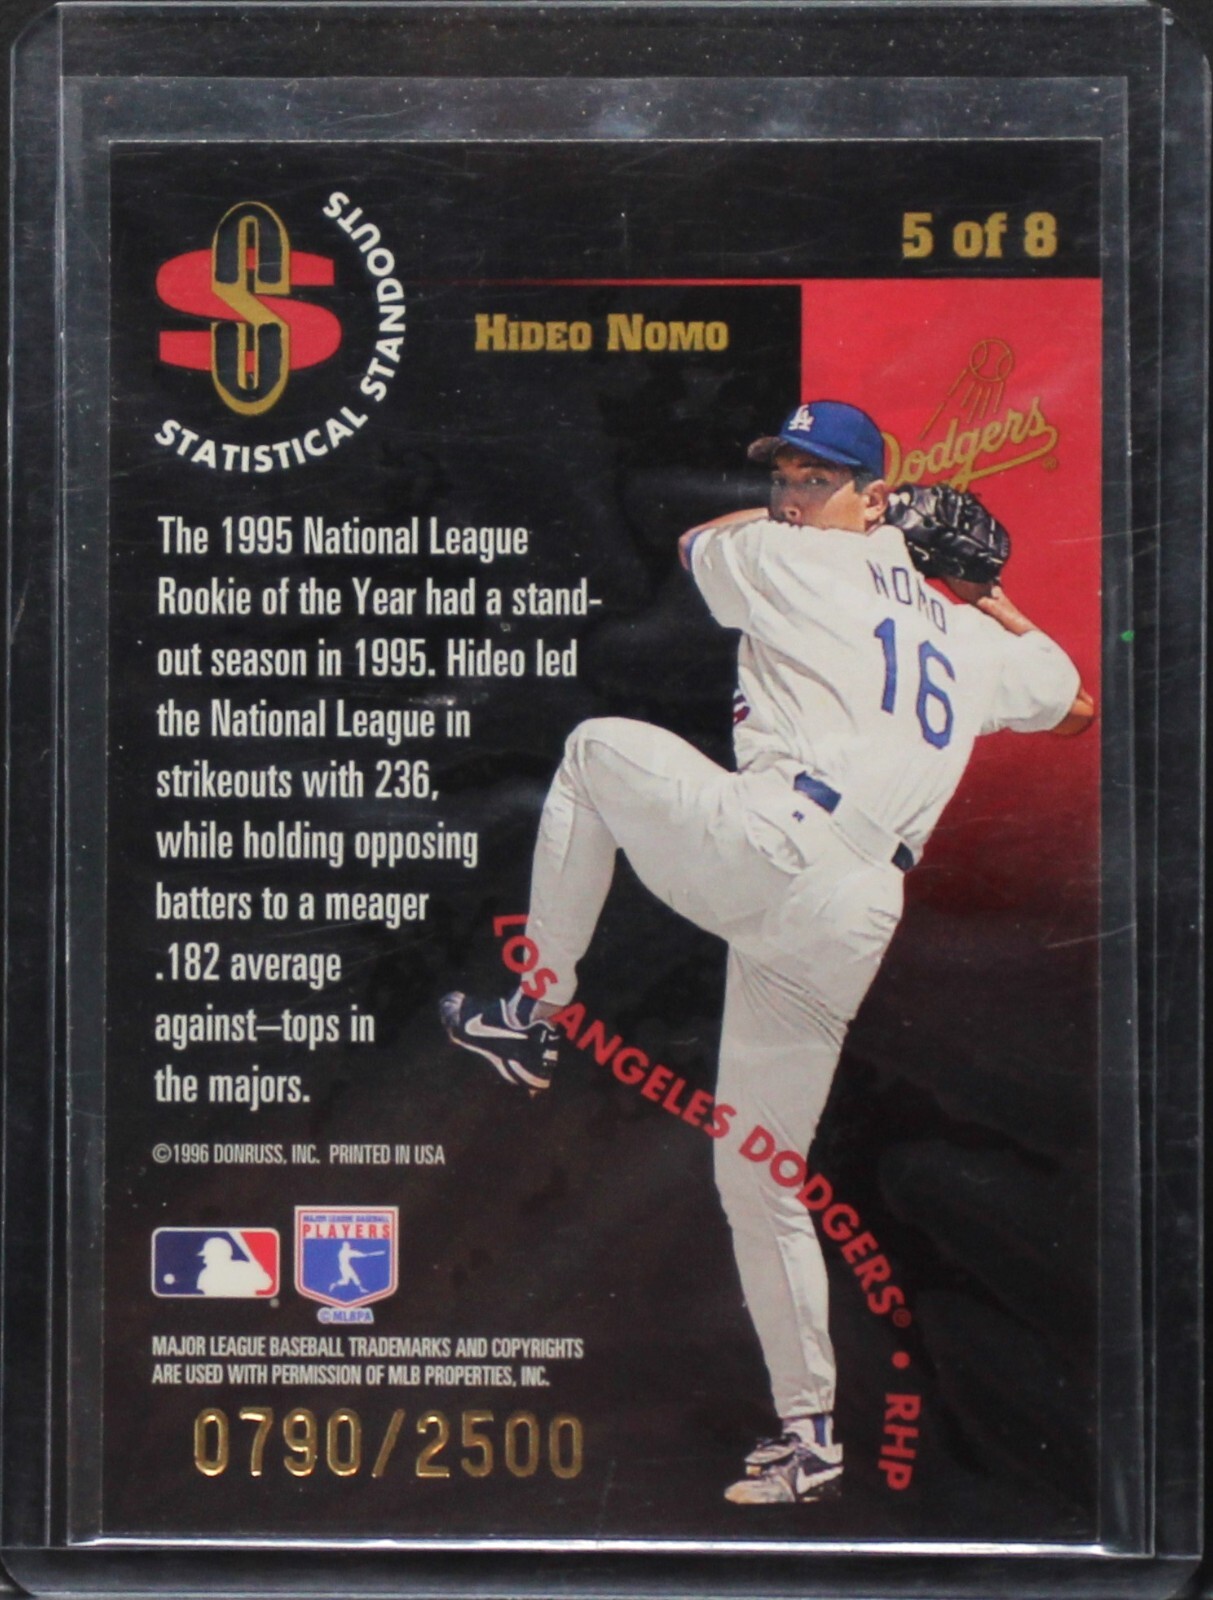 STATISTICAL STANDOUTS
5 of 8
HIDEO NOMO
LA
Dodgers
NOMO
16
The 1995 National League
Rookie of the Year had a stand-
out season in 1995. Hideo led
the National League in
strikeouts with 236,
while holding opposing
batters to a meager
.182 average
against–tops in
the majors.
LOS ANGELES DODGERS® • RHP
©1996 DONRUSS, INC. PRINTED IN USA
MAJOR LEAGUE BASEBALL
PLAYERS
©MLBPA
MAJOR LEAGUE BASEBALL TRADEMARKS AND COPYRIGHTS
ARE USED WITH PERMISSION OF MLB PROPERTIES, INC.
0790/2500